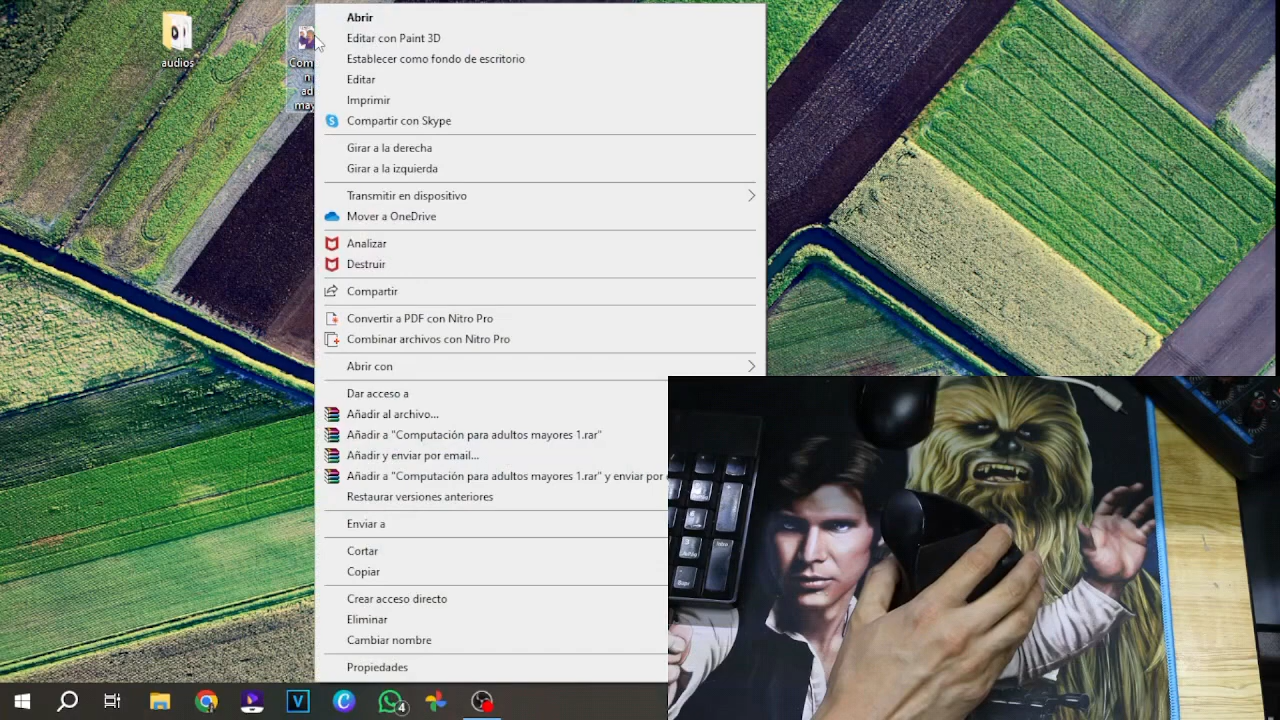 audios
Com
n
ad
may
Abrir
Editar con Paint 3D
Establecer como fondo de escritorio
Editar
Imprimir
Compartir con Skype
Girar a la derecha
Girar a la izquierda
Transmitir en dispositivo
Mover a OneDrive
Analizar
Destruir
Compartir
Convertir a PDF con Nitro Pro
Combinar archivos con Nitro Pro
Abrir con
Dar acceso a
Añadir al archivo...
Añadir a "Computación para adultos mayores 1.rar"
Añadir y enviar por email...
Añadir a "Computación para adultos mayores 1.rar" y enviar por
Restaurar versiones anteriores
Enviar a
Cortar
Copiar
Crear acceso directo
Eliminar
Cambiar nombre
Propiedades
4